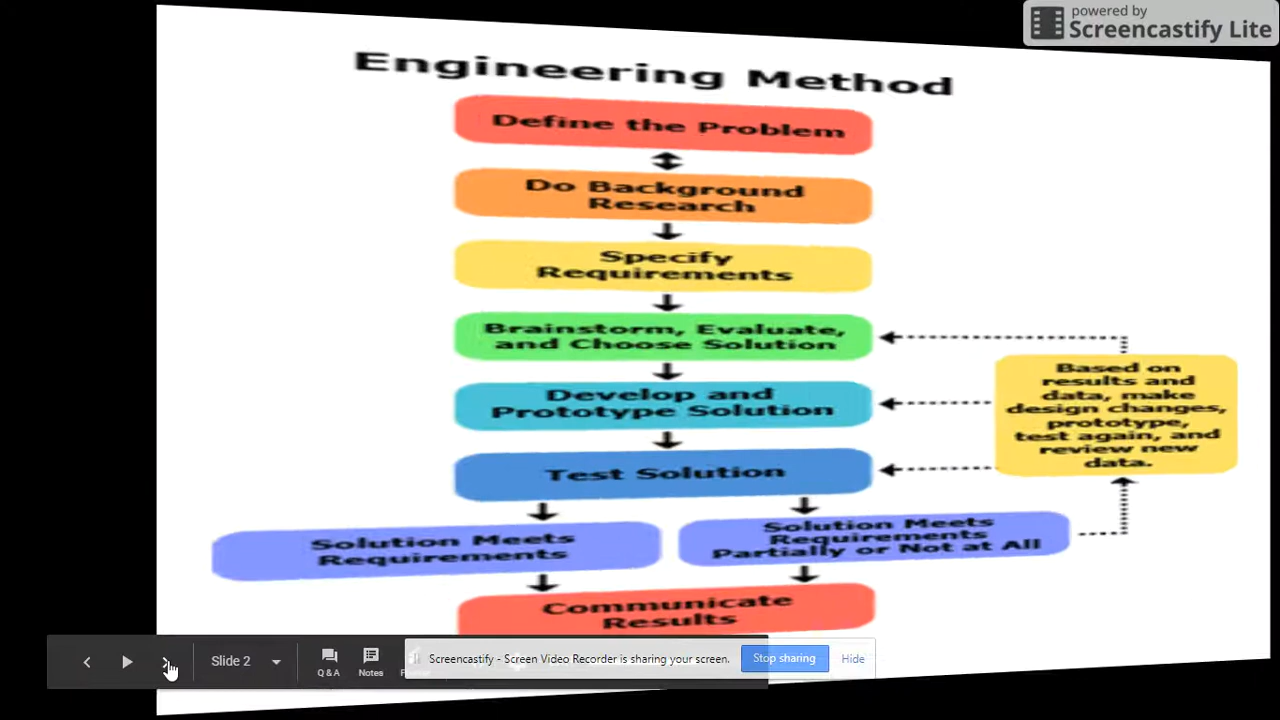 powered by
Screencastify Lite
Engineering Method
Define the Problem
Do Background
Research
Specify
Requirements
Brainstorm, Evaluate,
and Choose Solution
Develop and
Prototype Solution
Based on
results and
data, make
design changes,
prototype,
test again, and
review new
data.
Test Solution
Solution Meets
Requirements
Solution Meets
Requirements
Partially or Not at All
Communicate
Results
Slide 2
Q & A
Notes
Screencastify - Screen Video Recorder is sharing your screen.
Stop sharing
Hide